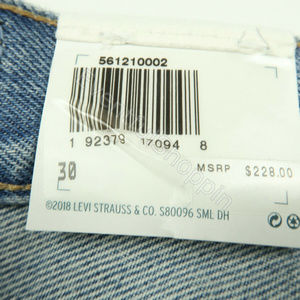 561210002
1 92379 17094 8
30
MSRP $228.00
©2018 LEVI STRAUSS & CO. S80096 SML DH